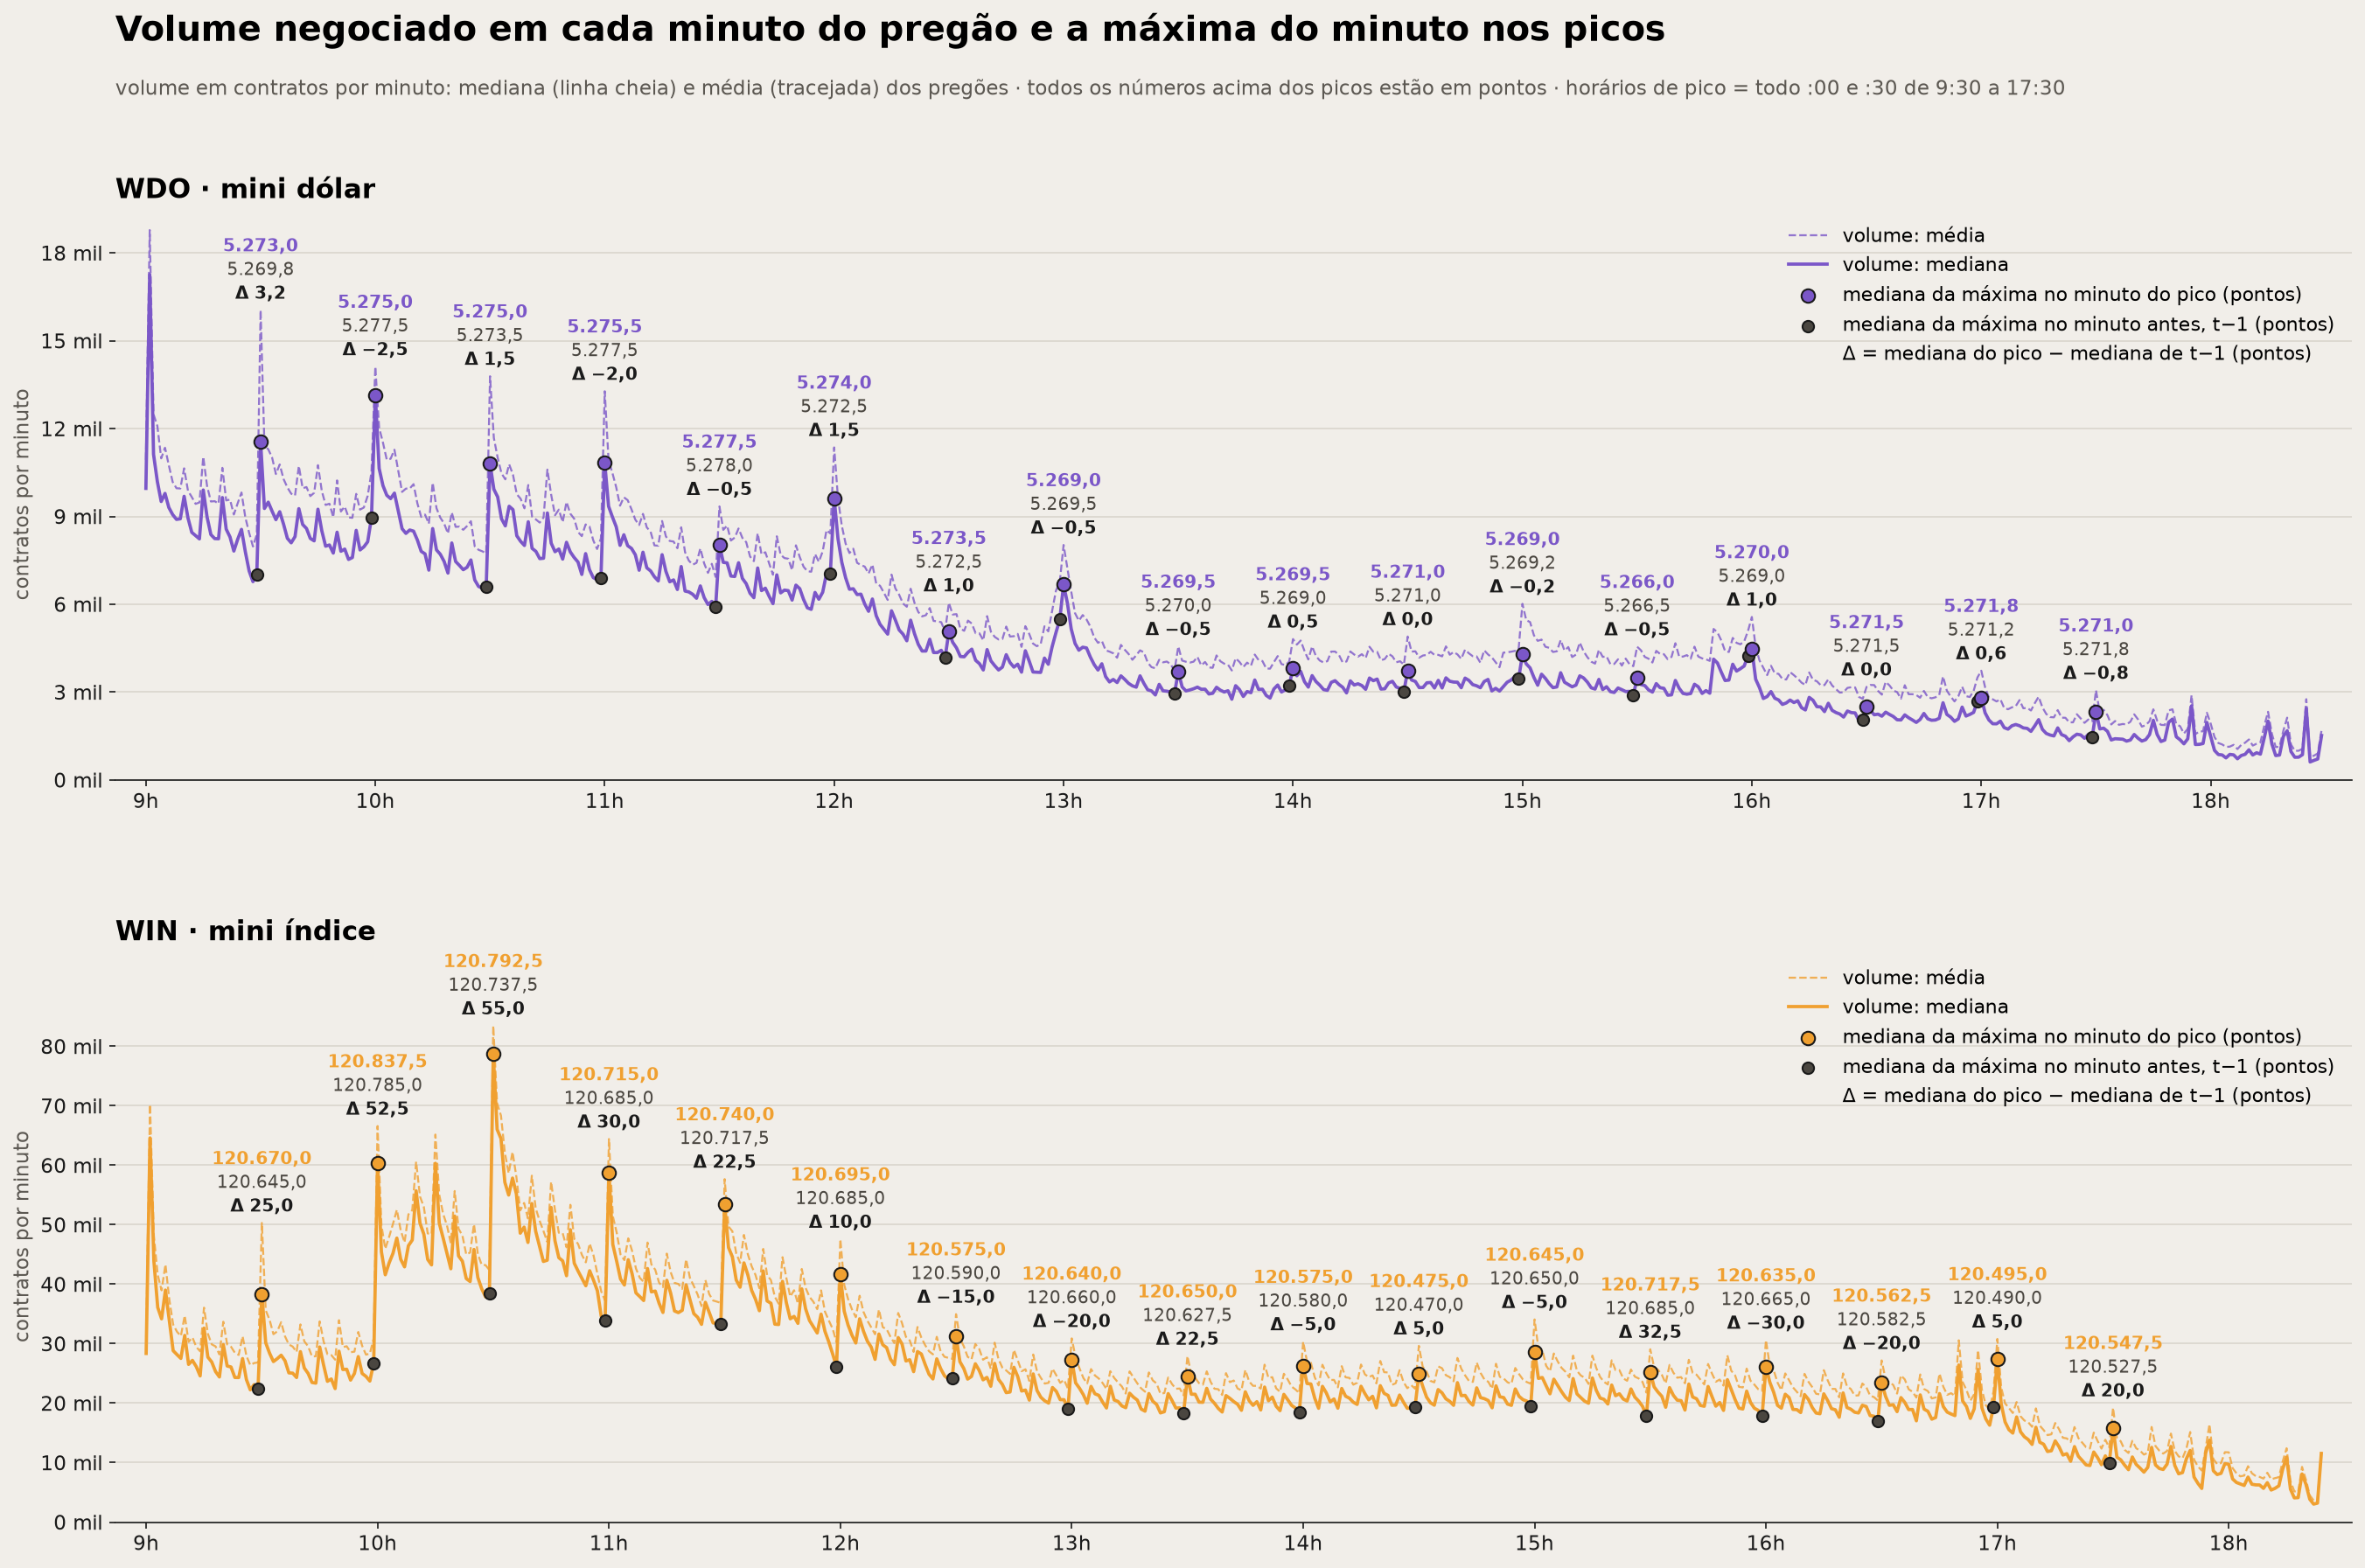 Volume negociado em cada minuto do pregão e a máxima do minuto nos picos
volume em contratos por minuto: mediana (linha cheia) e média (tracejada) dos pregões · todos os números acima dos picos estão em pontos · horários de pico = todo :00 e :30 de 9:30 a 17:30
WDO · mini dólar
contratos por minuto
18 mil
15 mil
12 mil
9 mil
6 mil
3 mil
0 mil
5.273,0
5.269,8
Δ 3,2
5.275,0
5.277,5
Δ −2,5
5.275,0
5.273,5
Δ 1,5
5.275,5
5.277,5
Δ −2,0
5.277,5
5.278,0
Δ −0,5
5.274,0
5.272,5
Δ 1,5
5.273,5
5.272,5
Δ 1,0
5.269,0
5.269,5
Δ −0,5
5.269,5
5.270,0
Δ −0,5
5.269,5
5.269,0
Δ 0,5
5.271,0
5.271,0
Δ 0,0
5.269,0
5.269,2
Δ −0,2
5.266,0
5.266,5
Δ −0,5
5.270,0
5.269,0
Δ 1,0
5.271,5
5.271,5
Δ 0,0
5.271,8
5.271,2
Δ 0,6
5.271,0
5.271,8
Δ −0,8
volume: média
volume: mediana
mediana da máxima no minuto do pico (pontos)
mediana da máxima no minuto antes, t−1 (pontos)
Δ = mediana do pico − mediana de t−1 (pontos)
9h 10h 11h 12h 13h 14h 15h 16h 17h 18h
WIN · mini índice
contratos por minuto
80 mil
70 mil
60 mil
50 mil
40 mil
30 mil
20 mil
10 mil
0 mil
120.670,0
120.645,0
Δ 25,0
120.837,5
120.785,0
Δ 52,5
120.792,5
120.737,5
Δ 55,0
120.715,0
120.685,0
Δ 30,0
120.740,0
120.717,5
Δ 22,5
120.695,0
120.685,0
Δ 10,0
120.575,0
120.590,0
Δ −15,0
120.640,0
120.660,0
Δ −20,0
120.650,0
120.627,5
Δ 22,5
120.575,0
120.580,0
Δ −5,0
120.475,0
120.470,0
Δ 5,0
120.645,0
120.650,0
Δ −5,0
120.717,5
120.685,0
Δ 32,5
120.635,0
120.665,0
Δ −30,0
120.562,5
120.582,5
Δ −20,0
120.495,0
120.490,0
Δ 5,0
120.547,5
120.527,5
Δ 20,0
volume: média
volume: mediana
mediana da máxima no minuto do pico (pontos)
mediana da máxima no minuto antes, t−1 (pontos)
Δ = mediana do pico − mediana de t−1 (pontos)
9h 10h 11h 12h 13h 14h 15h 16h 17h 18h